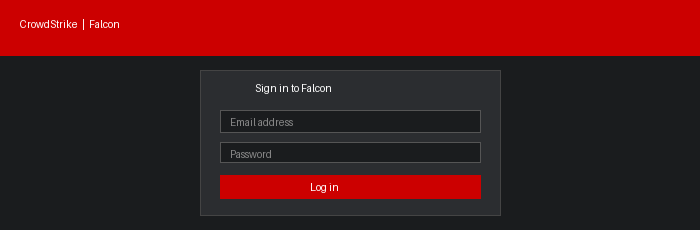 CrowdStrike | Falcon
Sign in to Falcon
Email address
Password
Log in